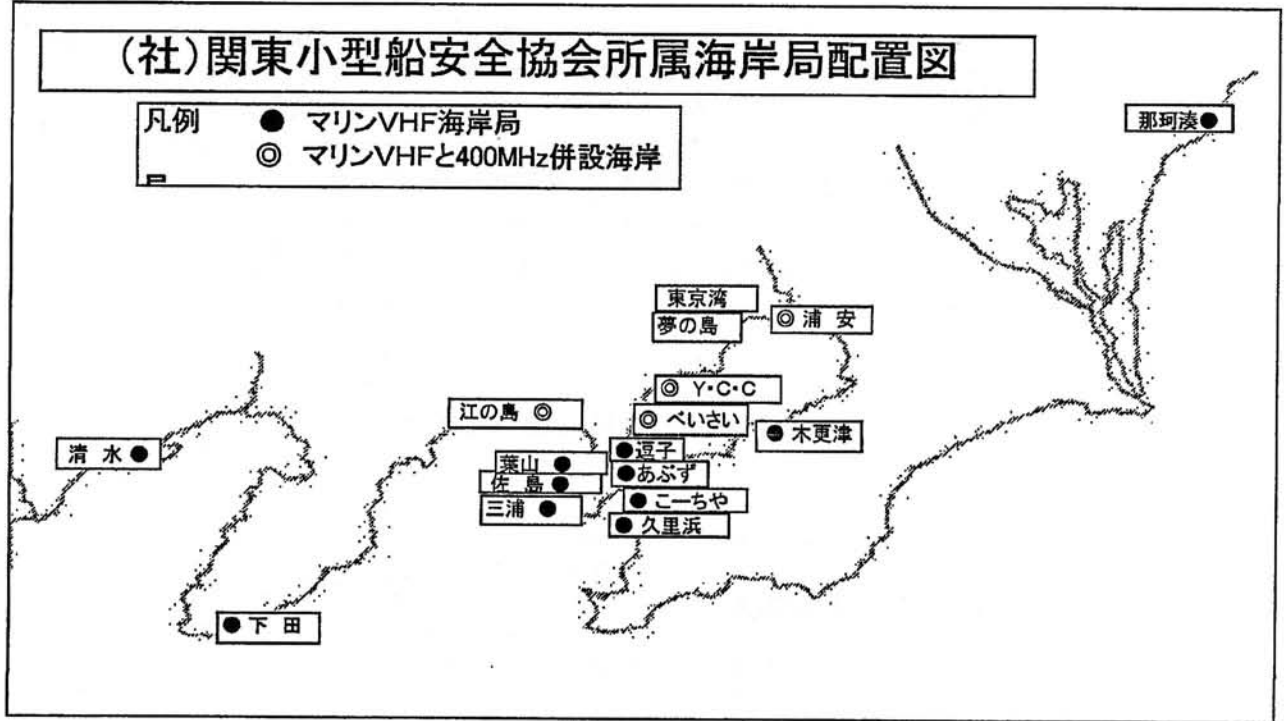 (社)関東小型船安全協会所属海岸局配置図
凡例 ● マリンVHF海岸局
◎ マリンVHFと400MHz併設海岸
那珂湊●
東京湾
夢の島
◎ 浦 安
◎ Y・C・C
江の島 ◎
◎ べいさい
●木更津
清 水●
●逗子
葉山 ●
●あぶず
佐 島●
●こーちや
三浦 ●
●久里浜
●下 田